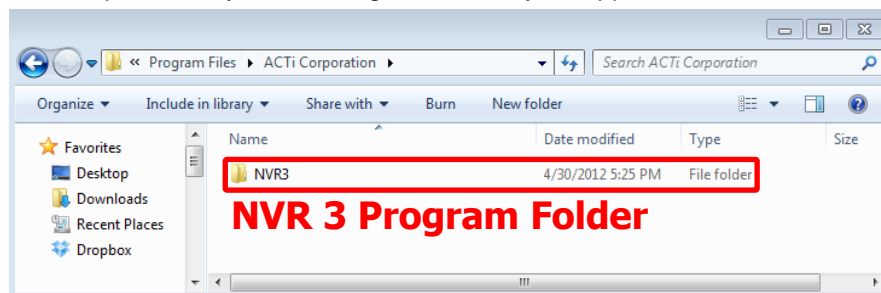 « Program Files ▸ ACTi Corporation ▸ Search ACTi Corporation
Organize ▾ Include in library ▾ Share with ▾ Burn New folder
Name Date modified Type Size
Favorites
Desktop
NVR3 4/30/2012 5:25 PM File folder
Downloads
Recent Places
NVR 3 Program Folder
Dropbox